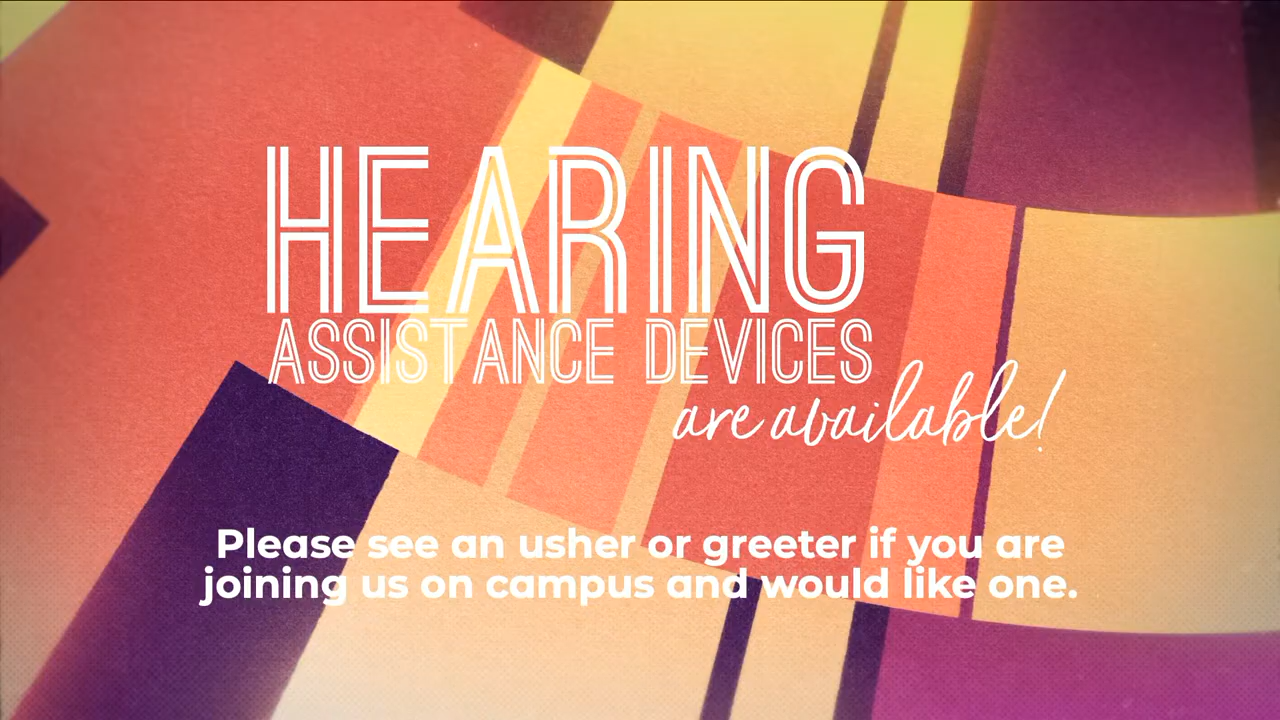 HEARING
ASSISTANCE DEVICES
are available!
Please see an usher or greeter if you are
joining us on campus and would like one.